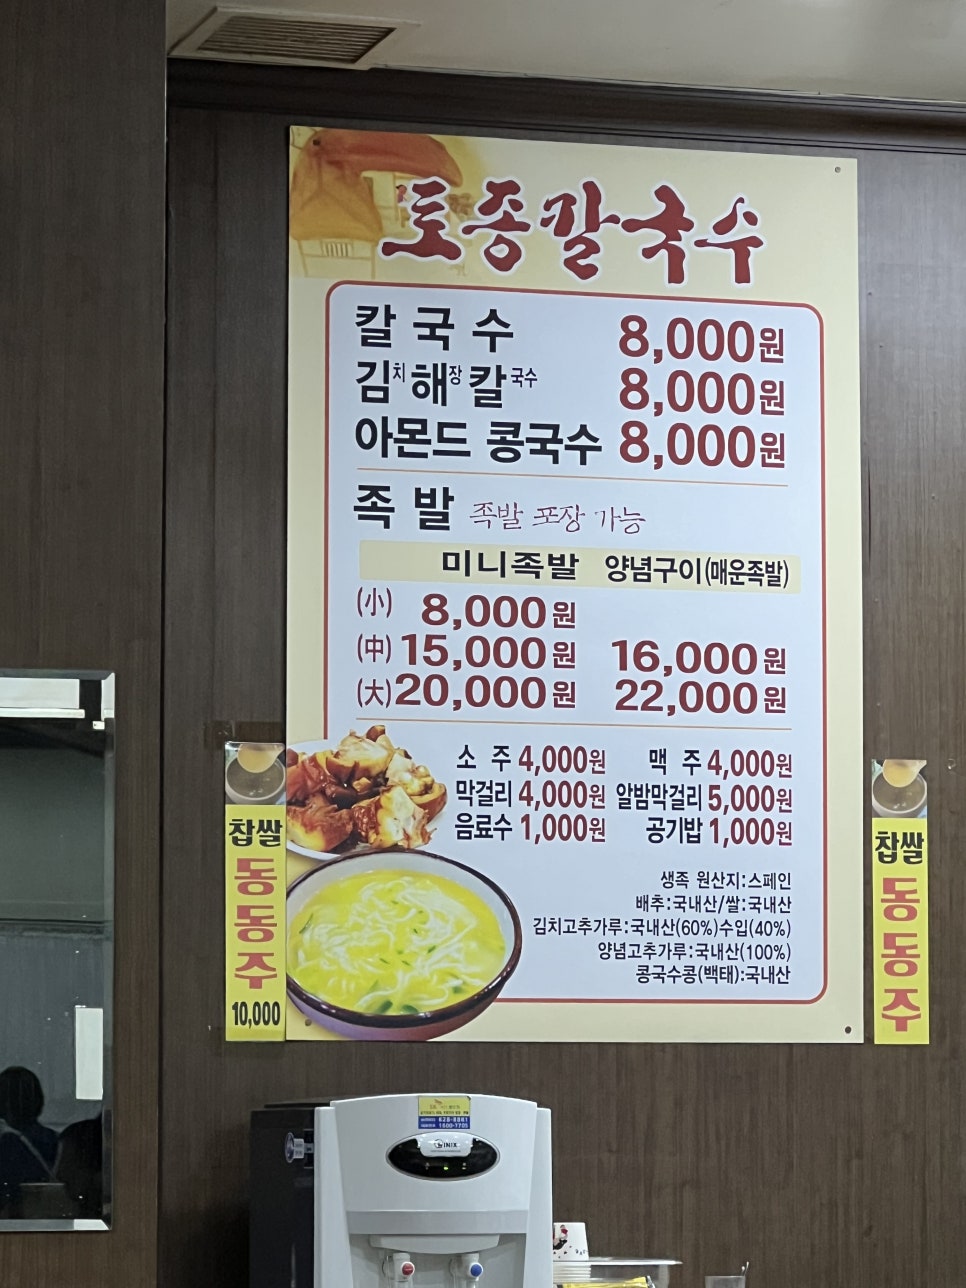 토종칼국수
칼국수 8,000원
김치해장칼국수 8,000원
아몬드 콩국수 8,000원
족발 족발 포장 가능
미니족발 양념구이(매운족발)
(小) 8,000원
(中) 15,000원 16,000원
(大) 20,000원 22,000원
소주 4,000원 맥주 4,000원
막걸리 4,000원 알밤막걸리 5,000원
음료수 1,000원 공기밥 1,000원
생족 원산지:스페인
배추:국내산/쌀:국내산
김치고추가루:국내산(60%)수입(40%)
양념고추가루:국내산(100%)
콩국수콩(백태):국내산
찹쌀
동동주
10,000
찹쌀
동동주
WINIX